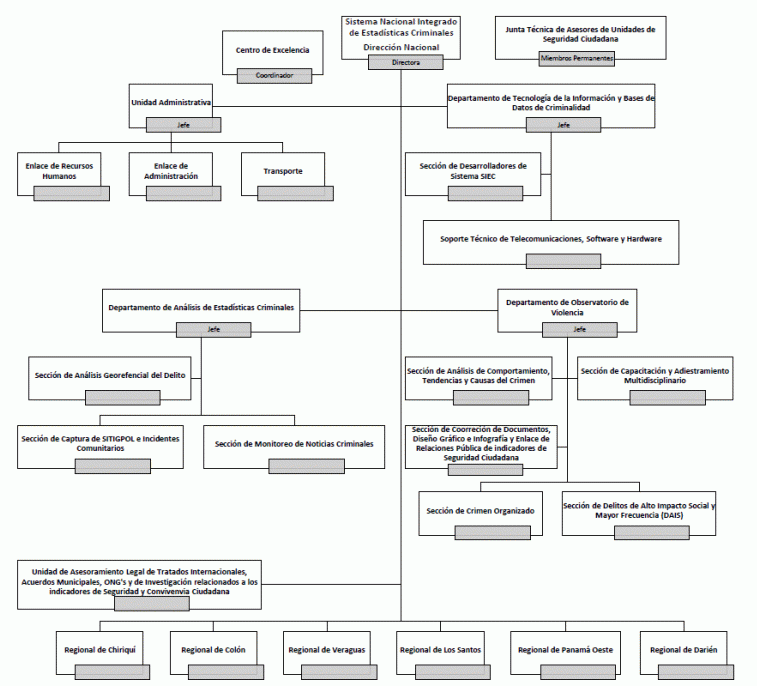 Sistema Nacional Integrado
de Estadísticas Criminales
Dirección Nacional
Directora
Centro de Excelencia
Coordinador
Junta Técnica de Asesores de Unidades de
Seguridad Ciudadana
Miembros Permanentes
Unidad Administrativa
Jefe
Departamento de Tecnología de la Información y Bases de
Datos de Criminalidad
Jefe
Enlace de Recursos
Humanos
Enlace de
Administración
Transporte
Sección de Desarrolladores de
Sistema SIEC
Soporte Técnico de Telecomunicaciones, Software y Hardware
Departamento de Análisis de Estadísticas Criminales
Jefe
Departamento de Observatorio de
Violencia
Jefe
Sección de Análisis Georefencial del Delito
Sección de Análisis de Comportamiento,
Tendencias y Causas del Crimen
Sección de Capacitación y Adiestramiento
Multidisciplinario
Sección de Captura de SITIGPOL e Incidentes
Comunitarios
Sección de Monitoreo de Noticias Criminales
Sección de Coorreción de Documentos,
Diseño Gráfico e Infografía y Enlace de
Relaciones Pública de indicadores de
Seguridad Ciudadana
Sección de Crimen Organizado
Sección de Delitos de Alto Impacto Social y
Mayor Frecuencia (DAIS)
Unidad de Asesoramiento Legal de Tratados Internacionales,
Acuerdos Municipales, ONG's y de Investigación relacionados a los
indicadores de Seguridad y Convivencia Ciudadana
Regional de Chiriquí
Regional de Colón
Regional de Veraguas
Regional de Los Santos
Regional de Panamá Oeste
Regional de Darién